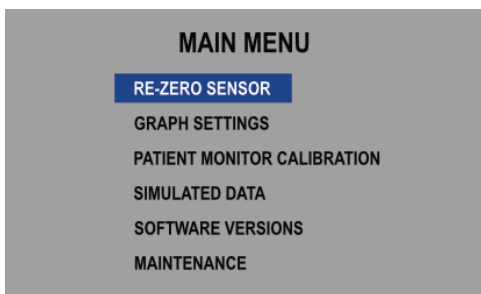 MAIN MENU
RE-ZERO SENSOR
GRAPH SETTINGS
PATIENT MONITOR CALIBRATION
SIMULATED DATA
SOFTWARE VERSIONS
MAINTENANCE